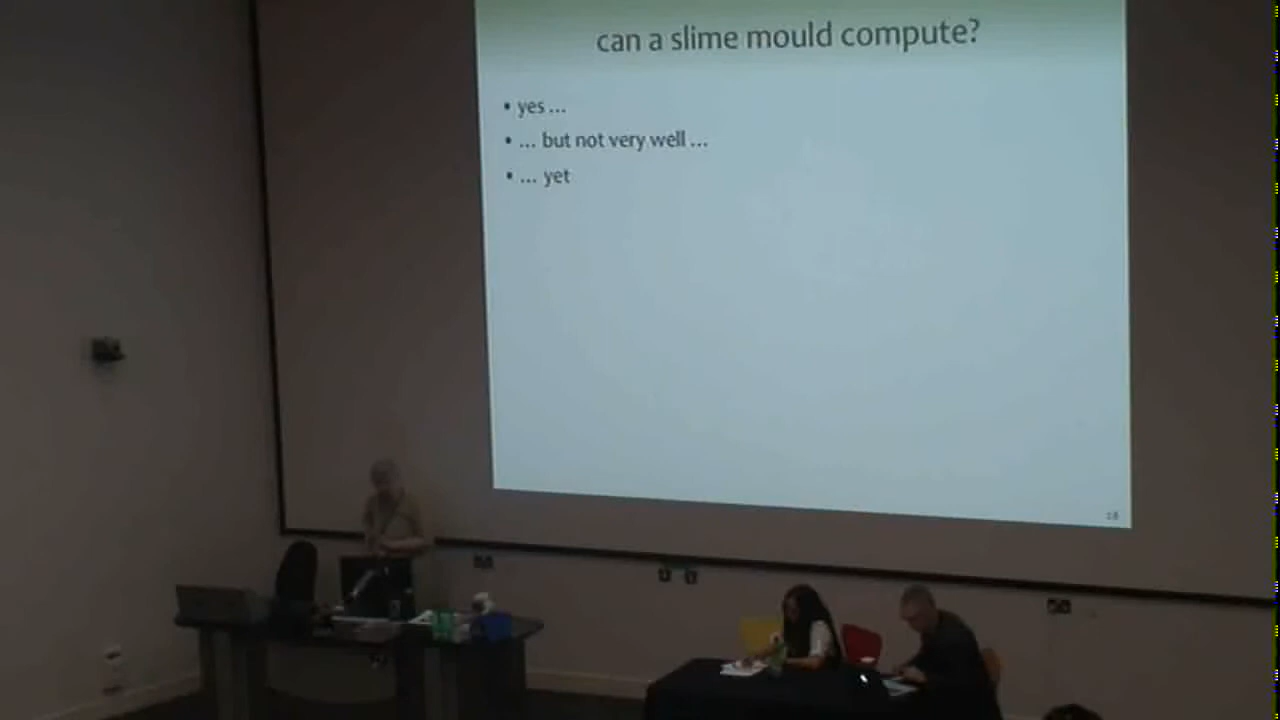 can a slime mould compute?
• yes ...
• ... but not very well ...
• ... yet